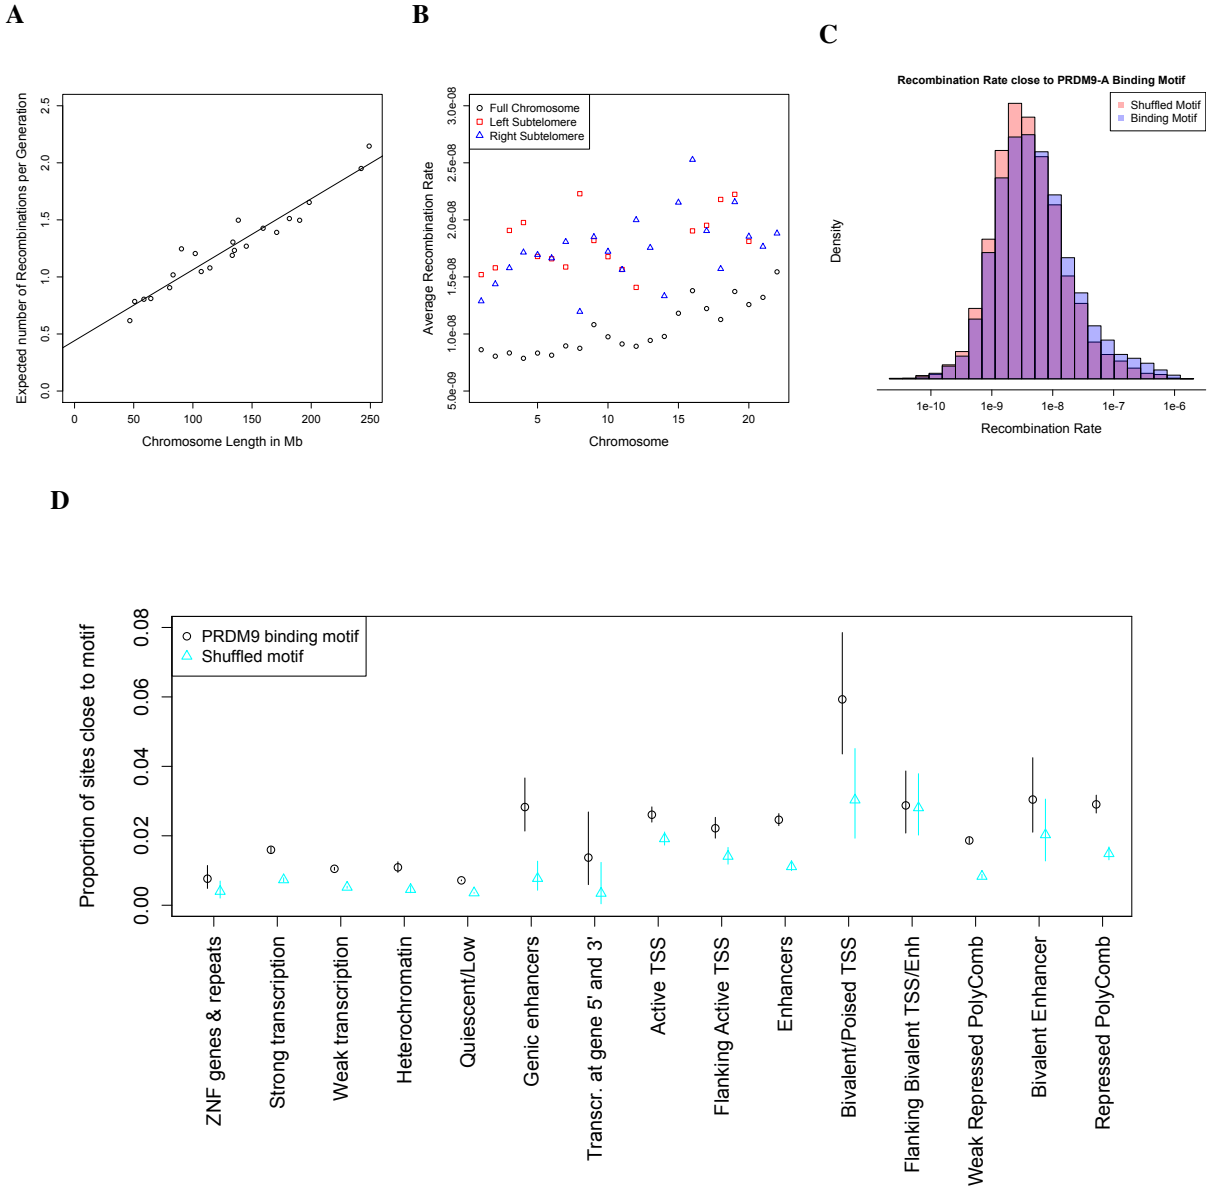 A
B
C
Expected number of Recombinations per Generation
0.0
0.5
1.0
1.5
2.0
2.5
0
50
100
150
200
250
Chromosome Length in Mb
Average Recombination Rate
5.0e-09
1.0e-08
1.5e-08
2.0e-08
2.5e-08
3.0e-08
Full Chromosome
Left Subtelomere
Right Subtelomere
5
10
15
20
Chromosome
Recombination Rate close to PRDM9-A Binding Motif
Shuffled Motif
Binding Motif
Density
1e-10
1e-9
1e-8
1e-7
1e-6
Recombination Rate
D
Proportion of sites close to motif
0.00
0.02
0.04
0.06
0.08
PRDM9 binding motif
Shuffled motif
ZNF genes & repeats
Strong transcription
Weak transcription
Heterochromatin
Quiescent/Low
Genic enhancers
Transcr. at gene 5' and 3'
Active TSS
Flanking Active TSS
Enhancers
Bivalent/Poised TSS
Flanking Bivalent TSS/Enh
Weak Repressed PolyComb
Bivalent Enhancer
Repressed PolyComb